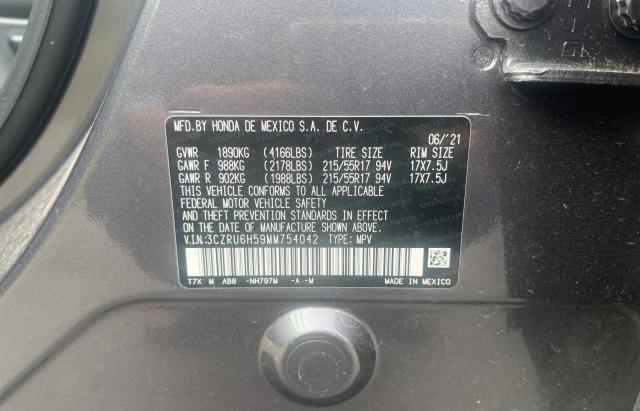 MFD.BY HONDA DE MEXICO S.A. DE C.V.
06/'21
GVWR 1890KG (4166LBS) TIRE SIZE RIM SIZE
GAWR F 988KG (2178LBS) 215/55R17 94V 17X7.5J
GAWR R 902KG (1988LBS) 215/55R17 94V 17X7.5J
THIS VEHICLE CONFORMS TO ALL APPLICABLE
FEDERAL MOTOR VEHICLE SAFETY
AND THEFT PREVENTION STANDARDS IN EFFECT
ON THE DATE OF MANUFACTURE SHOWN ABOVE.
V.I.N:3CZRU6H59MM754042 TYPE: MPV
T7X M AB8 -NH797M -A -M MADE IN MEXICO